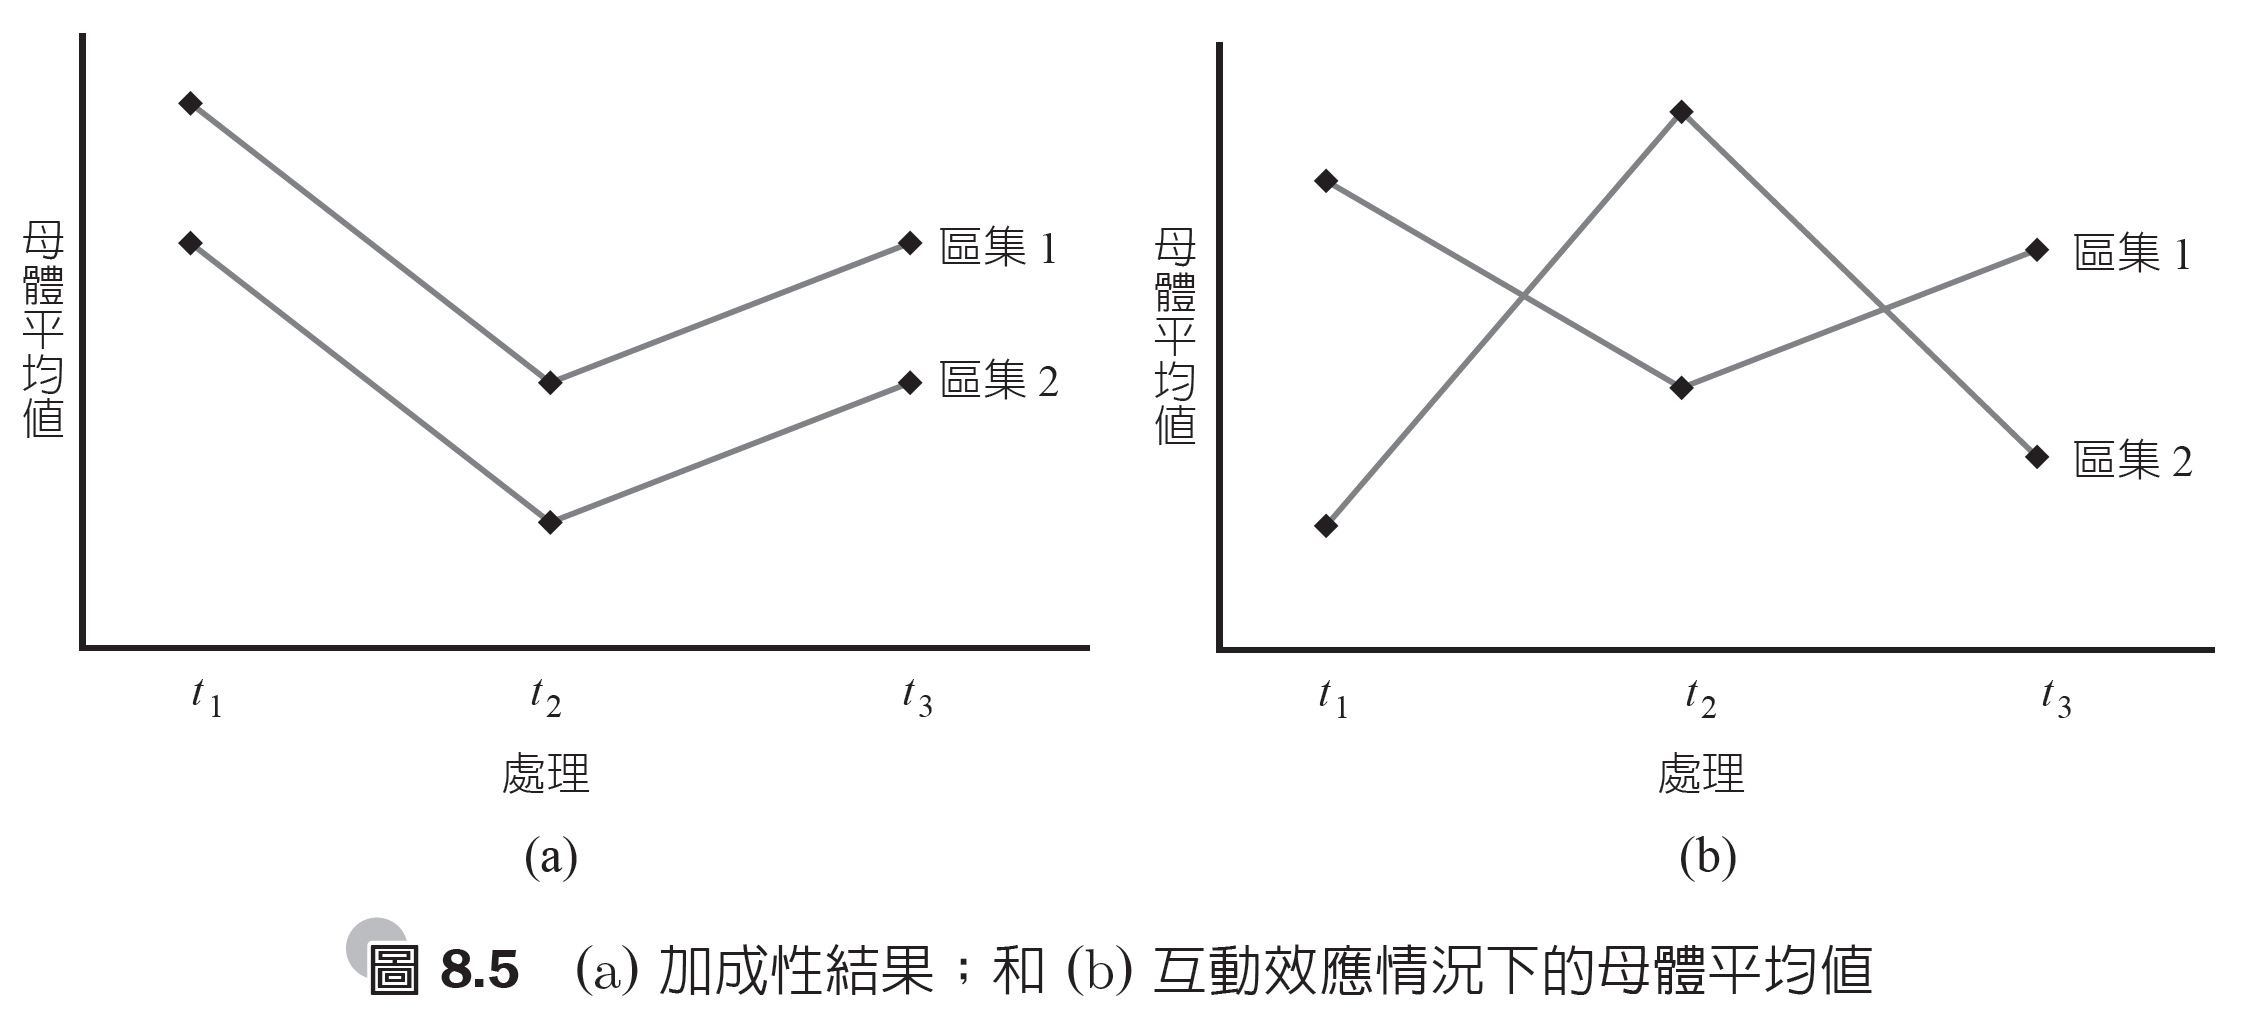 母體平均值
區集 1
區集 2
t1
t2
t3
處理
(a)
母體平均值
區集 1
區集 2
t1
t2
t3
處理
(b)
圖 8.5 (a) 加成性結果；和 (b) 互動效應情況下的母體平均值